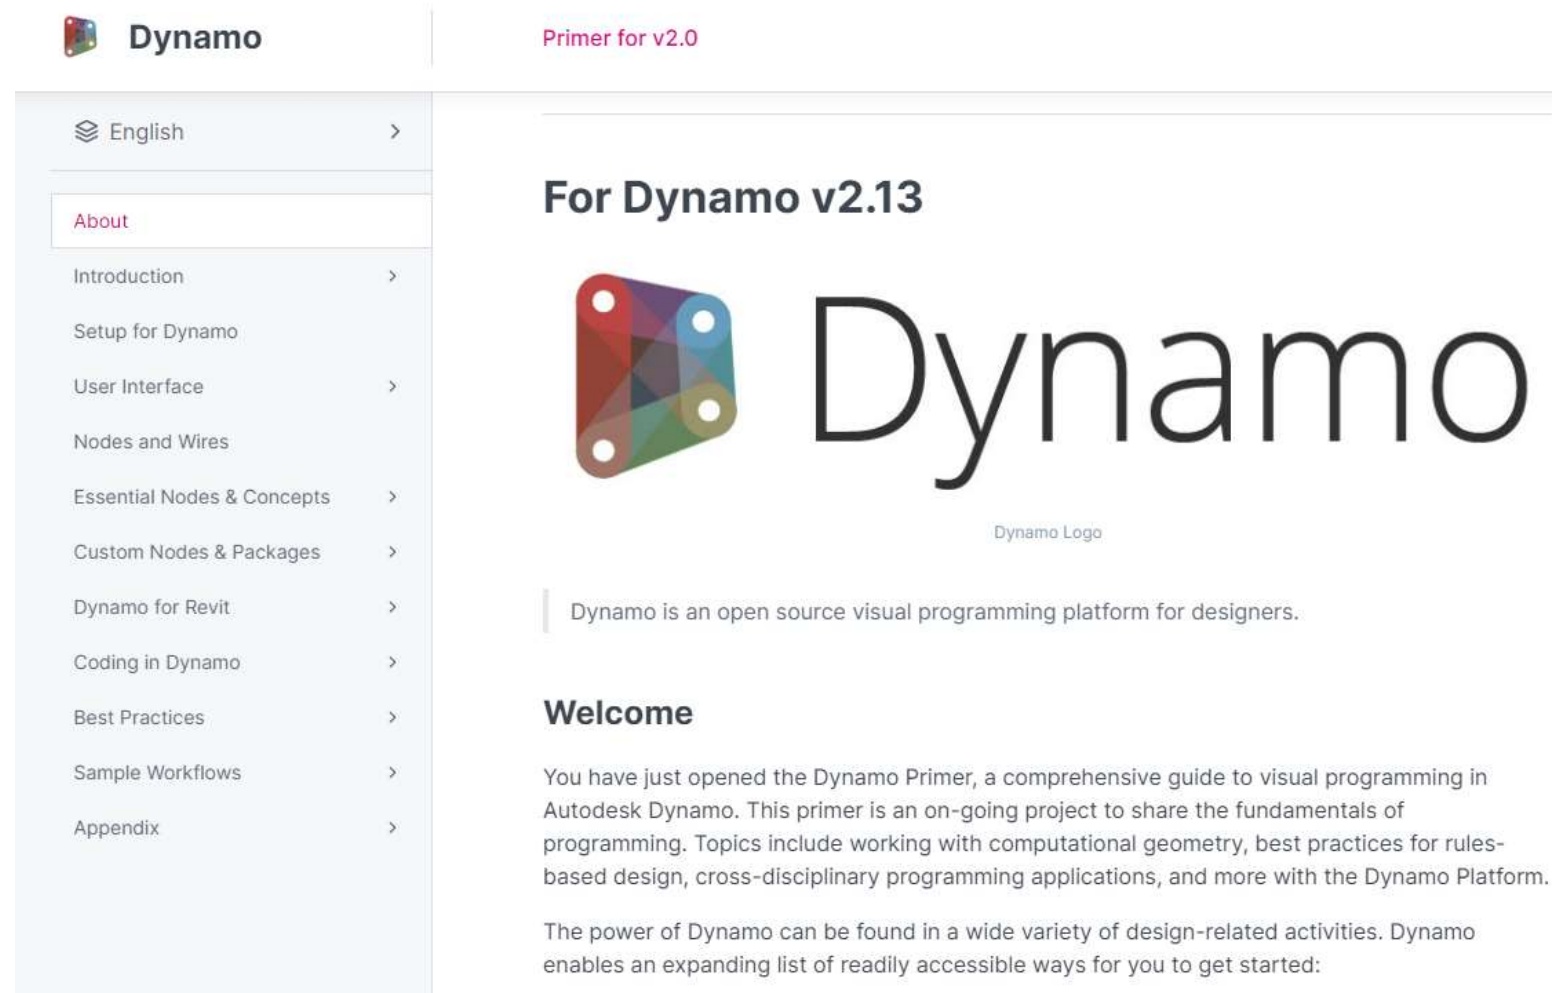 Dynamo
Primer for v2.0
English
About
Introduction
Setup for Dynamo
User Interface
Nodes and Wires
Essential Nodes & Concepts
Custom Nodes & Packages
Dynamo for Revit
Coding in Dynamo
Best Practices
Sample Workflows
Appendix
For Dynamo v2.13
Dynamo
Dynamo Logo
Dynamo is an open source visual programming platform for designers.
Welcome
You have just opened the Dynamo Primer, a comprehensive guide to visual programming in
Autodesk Dynamo. This primer is an on-going project to share the fundamentals of
programming. Topics include working with computational geometry, best practices for rules-
based design, cross-disciplinary programming applications, and more with the Dynamo Platform.
The power of Dynamo can be found in a wide variety of design-related activities. Dynamo
enables an expanding list of readily accessible ways for you to get started: